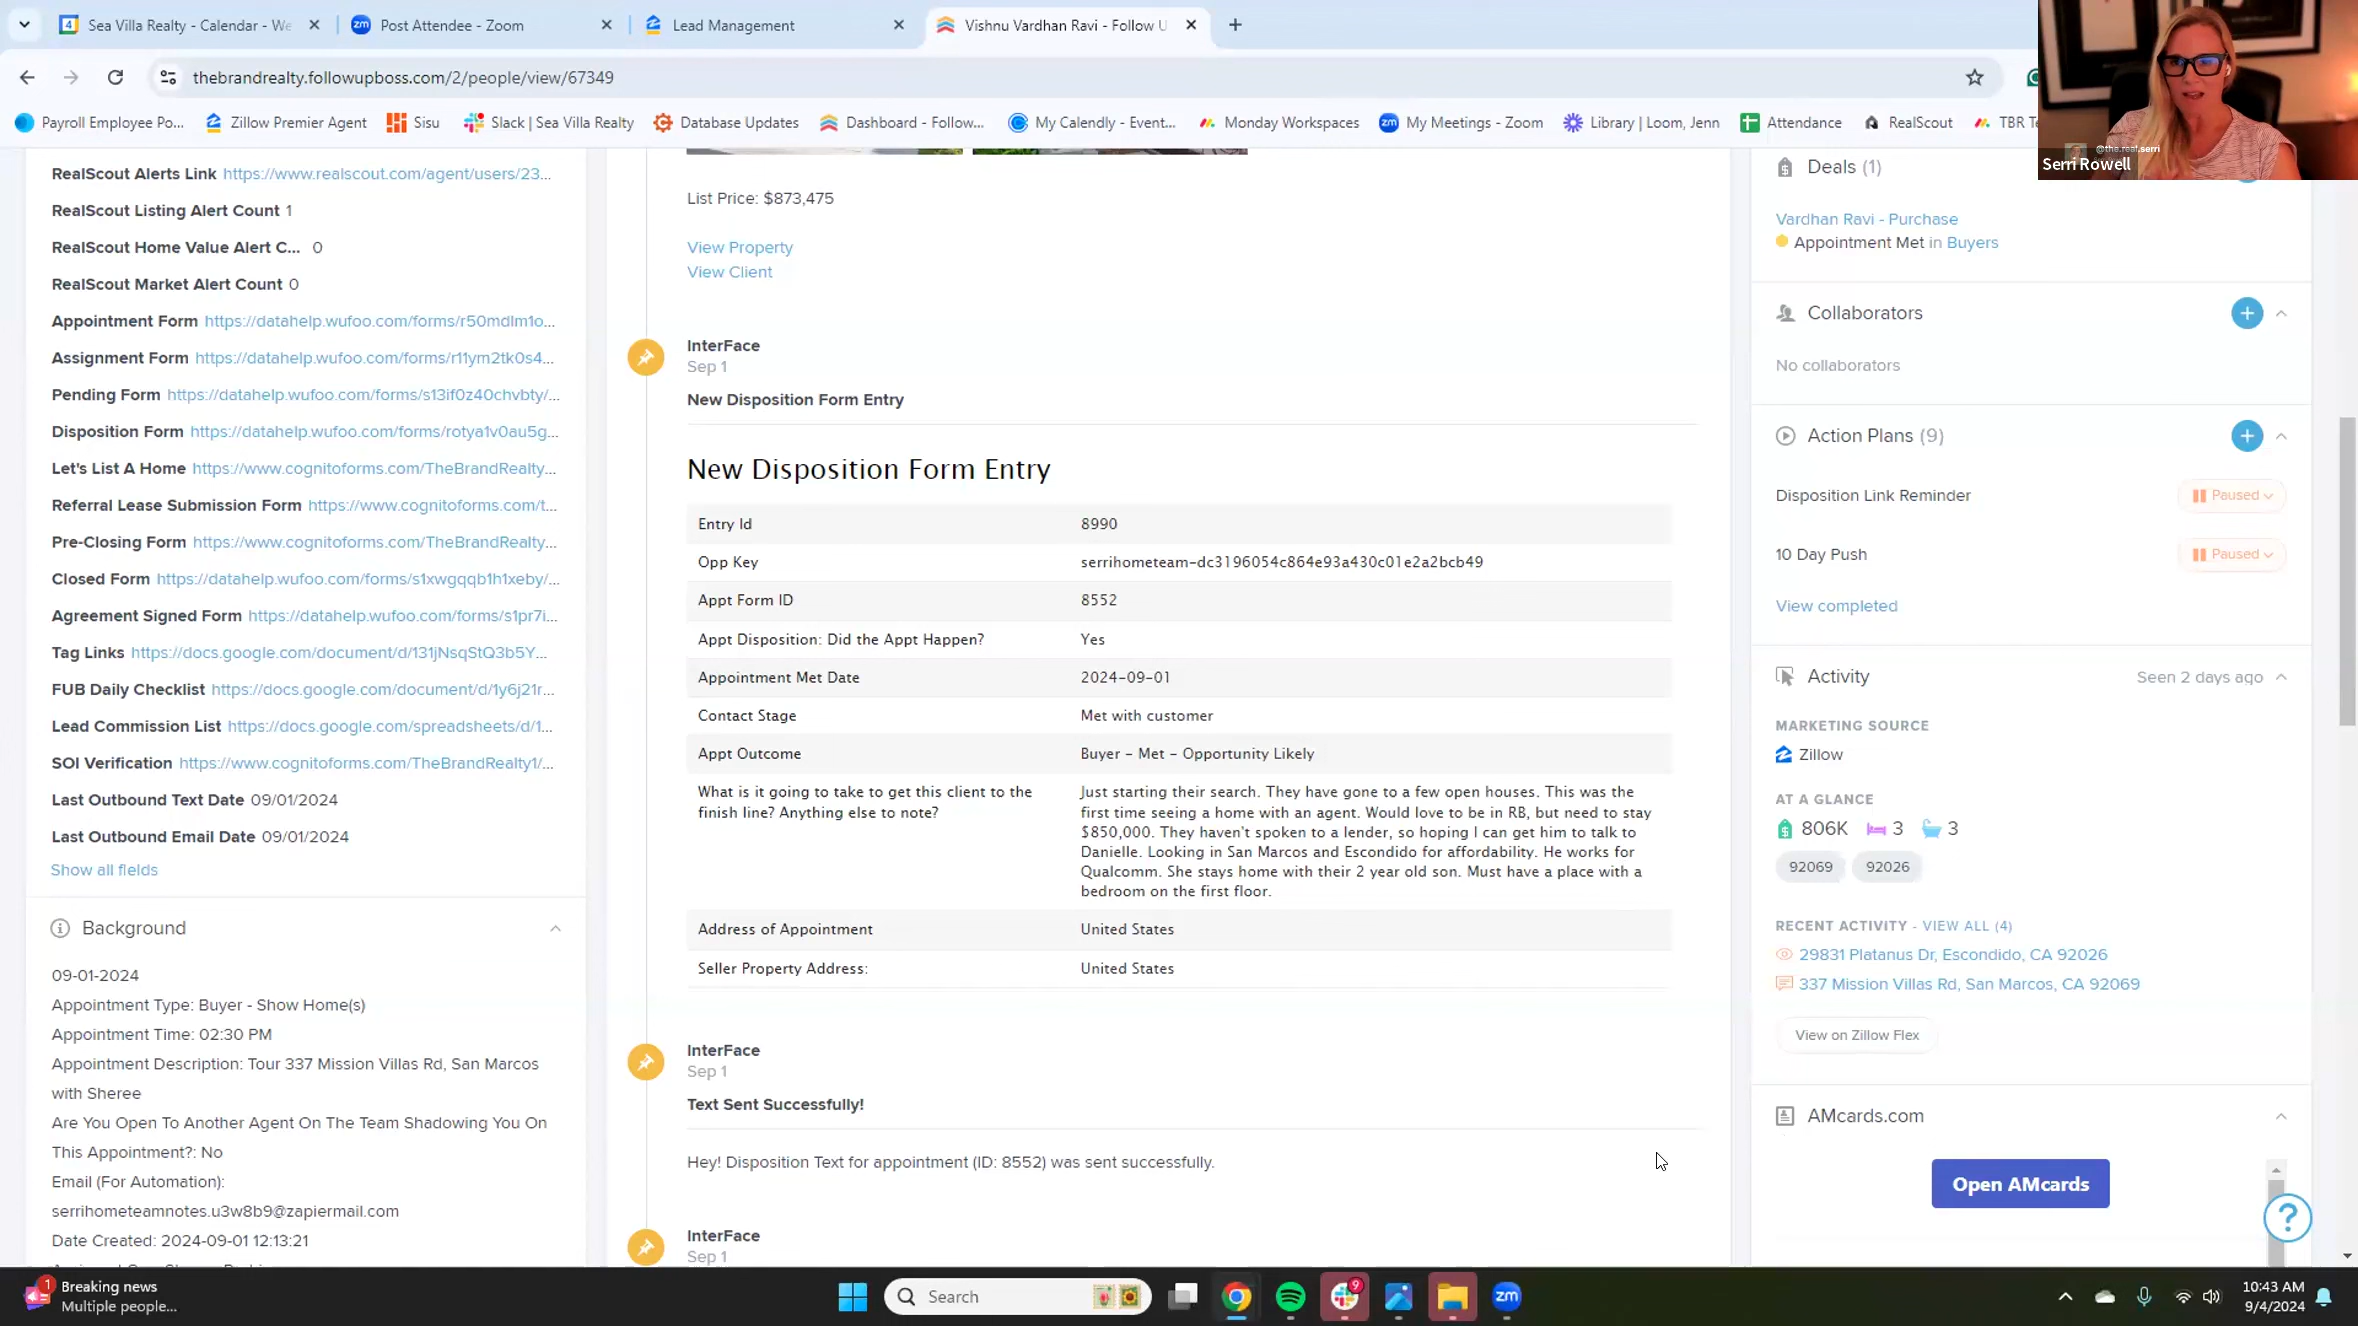 Sea Villa Realty - Calendar - We
Post Attendee - Zoom
Lead Management
Vishnu Vardhan Ravi - Follow U
thebrandrealty.followupboss.com/2/people/view/67349
Payroll Employee Po...
Zillow Premier Agent
Sisu
Slack | Sea Villa Realty
Database Updates
Dashboard - Follow...
My Calendly - Event...
Monday Workspaces
My Meetings - Zoom
Library | Loom, Jenn
Attendance
RealScout
TBR Te
@the.real.serri
Serri Rowell
RealScout Alerts Link https://www.realscout.com/agent/users/23...
RealScout Listing Alert Count 1
RealScout Home Value Alert C... 0
RealScout Market Alert Count 0
Appointment Form https://datahelp.wufoo.com/forms/r50mdlm1o...
Assignment Form https://datahelp.wufoo.com/forms/r11ym2tk0s4...
Pending Form https://datahelp.wufoo.com/forms/s13if0z40chvbty/...
Disposition Form https://datahelp.wufoo.com/forms/rotya1v0au5g...
Let's List A Home https://www.cognitoforms.com/TheBrandRealty...
Referral Lease Submission Form https://www.cognitoforms.com/t...
Pre-Closing Form https://www.cognitoforms.com/TheBrandRealty...
Closed Form https://datahelp.wufoo.com/forms/s1xwgqqb1h1xeby/...
Agreement Signed Form https://datahelp.wufoo.com/forms/s1pr7i...
Tag Links https://docs.google.com/document/d/131jNsqStQ3b5Y...
FUB Daily Checklist https://docs.google.com/document/d/1y6j21r...
Lead Commission List https://docs.google.com/spreadsheets/d/1...
SOI Verification https://www.cognitoforms.com/TheBrandRealty1/...
Last Outbound Text Date 09/01/2024
Last Outbound Email Date 09/01/2024
Show all fields
Background
09-01-2024
Appointment Type: Buyer - Show Home(s)
Appointment Time: 02:30 PM
Appointment Description: Tour 337 Mission Villas Rd, San Marcos
with Sheree
Are You Open To Another Agent On The Team Shadowing You On
This Appointment?: No
Email (For Automation):
serrihometeamnotes.u3w8b9@zapiermail.com
Date Created: 2024-09-01 12:13:21
List Price: $873,475
View Property
View Client
InterFace
Sep 1
New Disposition Form Entry
New Disposition Form Entry
Entry Id 8990
Opp Key serrihometeam-dc3196054c864e93a430c01e2a2bcb49
Appt Form ID 8552
Appt Disposition: Did the Appt Happen? Yes
Appointment Met Date 2024-09-01
Contact Stage Met with customer
Appt Outcome Buyer - Met - Opportunity Likely
What is it going to take to get this client to the
finish line? Anything else to note?
Just starting their search. They have gone to a few open houses. This was the
first time seeing a home with an agent. Would love to be in RB, but need to stay
$850,000. They haven't spoken to a lender, so hoping I can get him to talk to
Danielle. Looking in San Marcos and Escondido for affordability. He works for
Qualcomm. She stays home with their 2 year old son. Must have a place with a
bedroom on the first floor.
Address of Appointment United States
Seller Property Address: United States
InterFace
Sep 1
Text Sent Successfully!
Hey! Disposition Text for appointment (ID: 8552) was sent successfully.
InterFace
Sep 1
Deals (1)
Vardhan Ravi - Purchase
Appointment Met in Buyers
Collaborators
No collaborators
Action Plans (9)
Disposition Link Reminder
Paused
10 Day Push
Paused
View completed
Activity
Seen 2 days ago
MARKETING SOURCE
Zillow
AT A GLANCE
806K 3 3
92069 92026
RECENT ACTIVITY - VIEW ALL (4)
29831 Platanus Dr, Escondido, CA 92026
337 Mission Villas Rd, San Marcos, CA 92069
View on Zillow Flex
AMcards.com
Open AMcards
?
1
Breaking news
Multiple people...
Search
9
zm
10:43 AM
9/4/2024